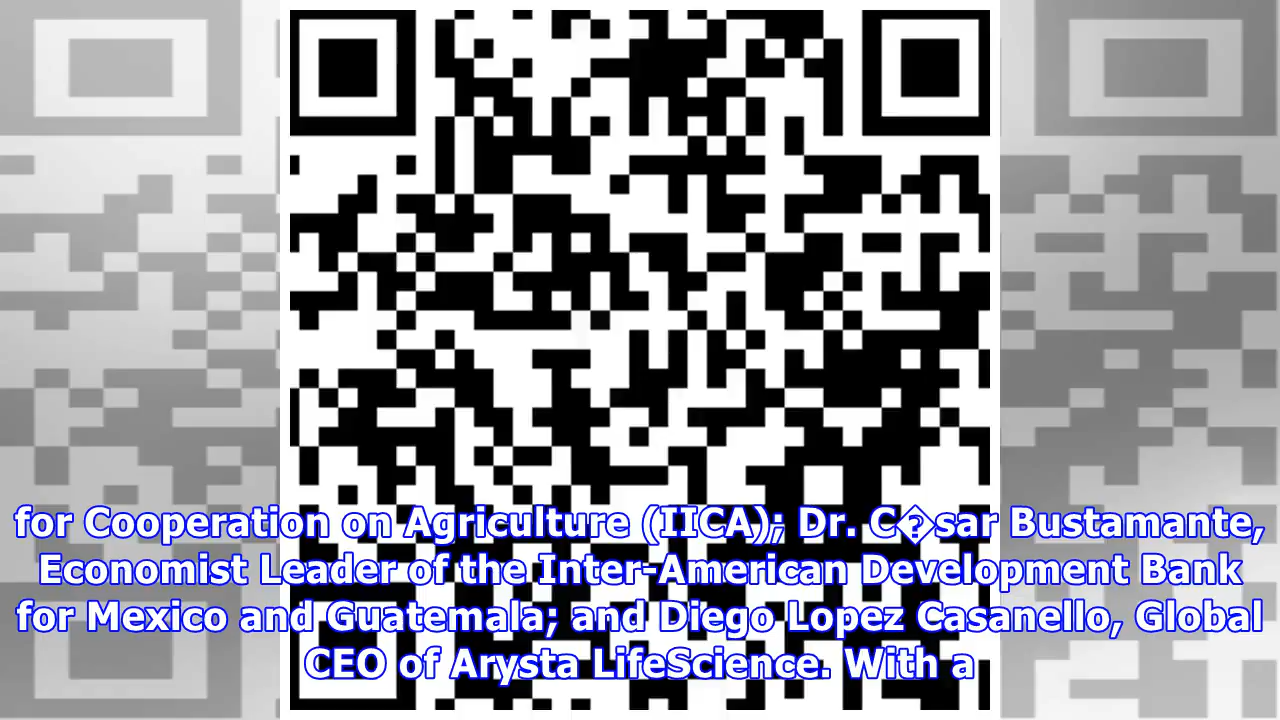 for Cooperation on Agriculture (IICA); Dr. C�sar Bustamante,
Economist Leader of the Inter-American Development Bank
for Mexico and Guatemala; and Diego Lopez Casanello, Global
CEO of Arysta LifeScience. With a